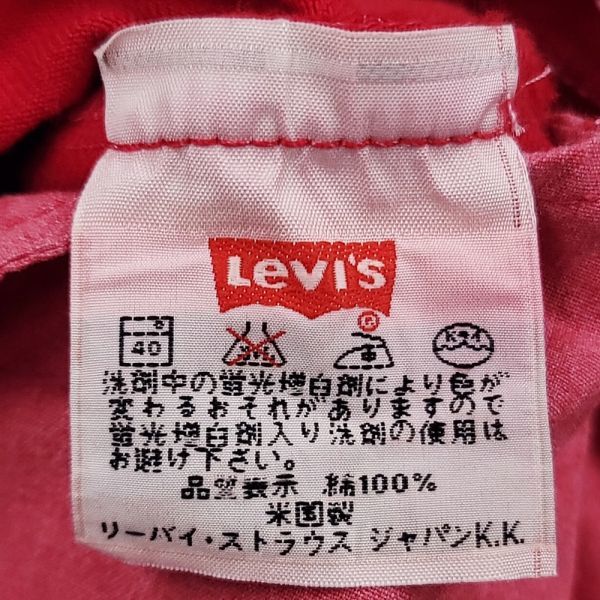 Levi's
R
40
洗剤中の蛍光増白剤により色が
変わるおそれがありますので
蛍光増白剤入り洗剤の使用は
お避け下さい。
品質表示 綿100%
米国製
リーバイ・ストラウス ジャパンK.K.